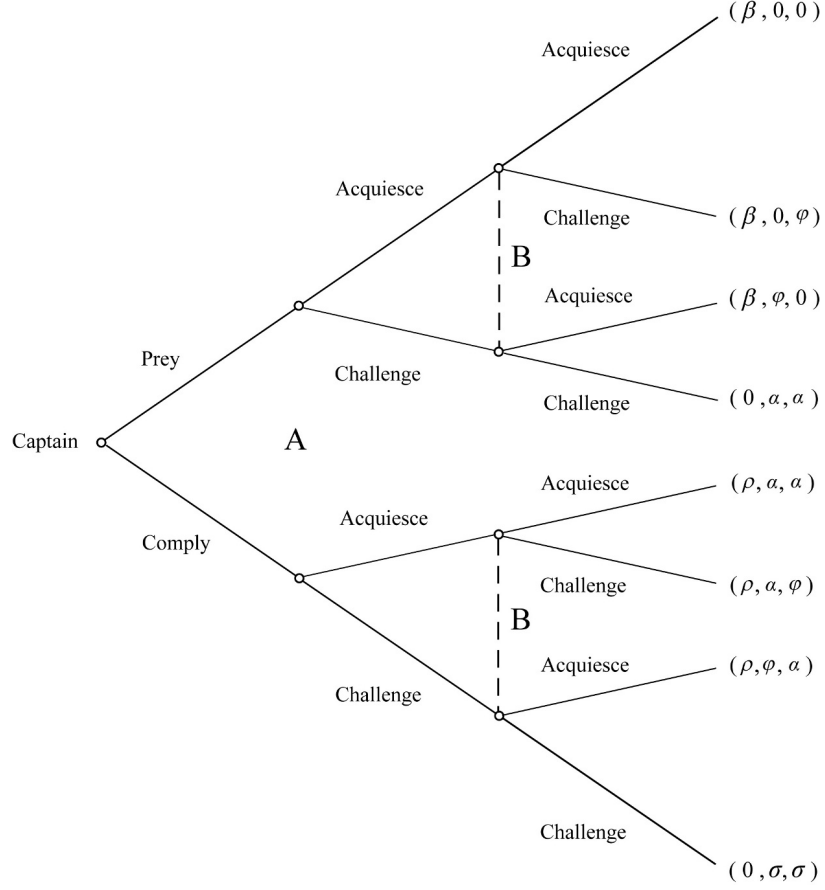 (β, 0, 0)
Acquiesce
Acquiesce
Challenge
(β, 0, φ)
B
Acquiesce
(β, φ, 0)
Prey
Challenge
Challenge
(0, α, α)
Captain
A
Acquiesce
(ρ, α, α)
Acquiesce
Comply
Challenge
(ρ, α, φ)
B
Acquiesce
(ρ, φ, α)
Challenge
Challenge
(0, σ, σ)